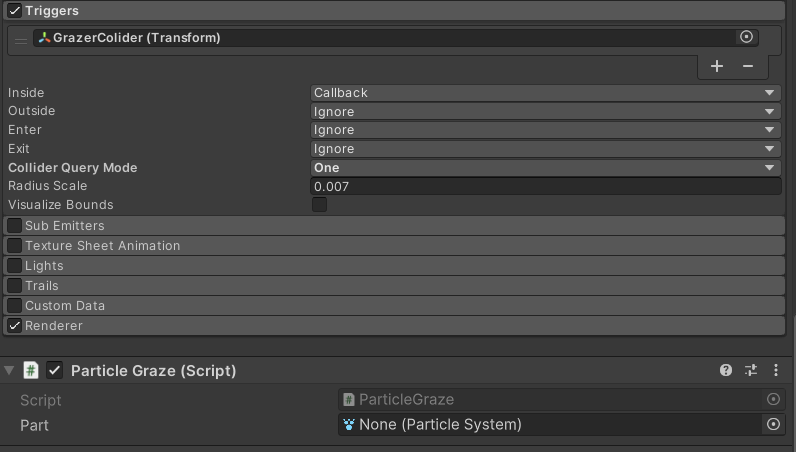 Triggers
GrazerColider (Transform)
Inside Callback
Outside Ignore
Enter Ignore
Exit Ignore
Collider Query Mode One
Radius Scale 0.007
Visualize Bounds
Sub Emitters
Texture Sheet Animation
Lights
Trails
Custom Data
Renderer
# Particle Graze (Script)
Script # ParticleGraze
Part None (Particle System)